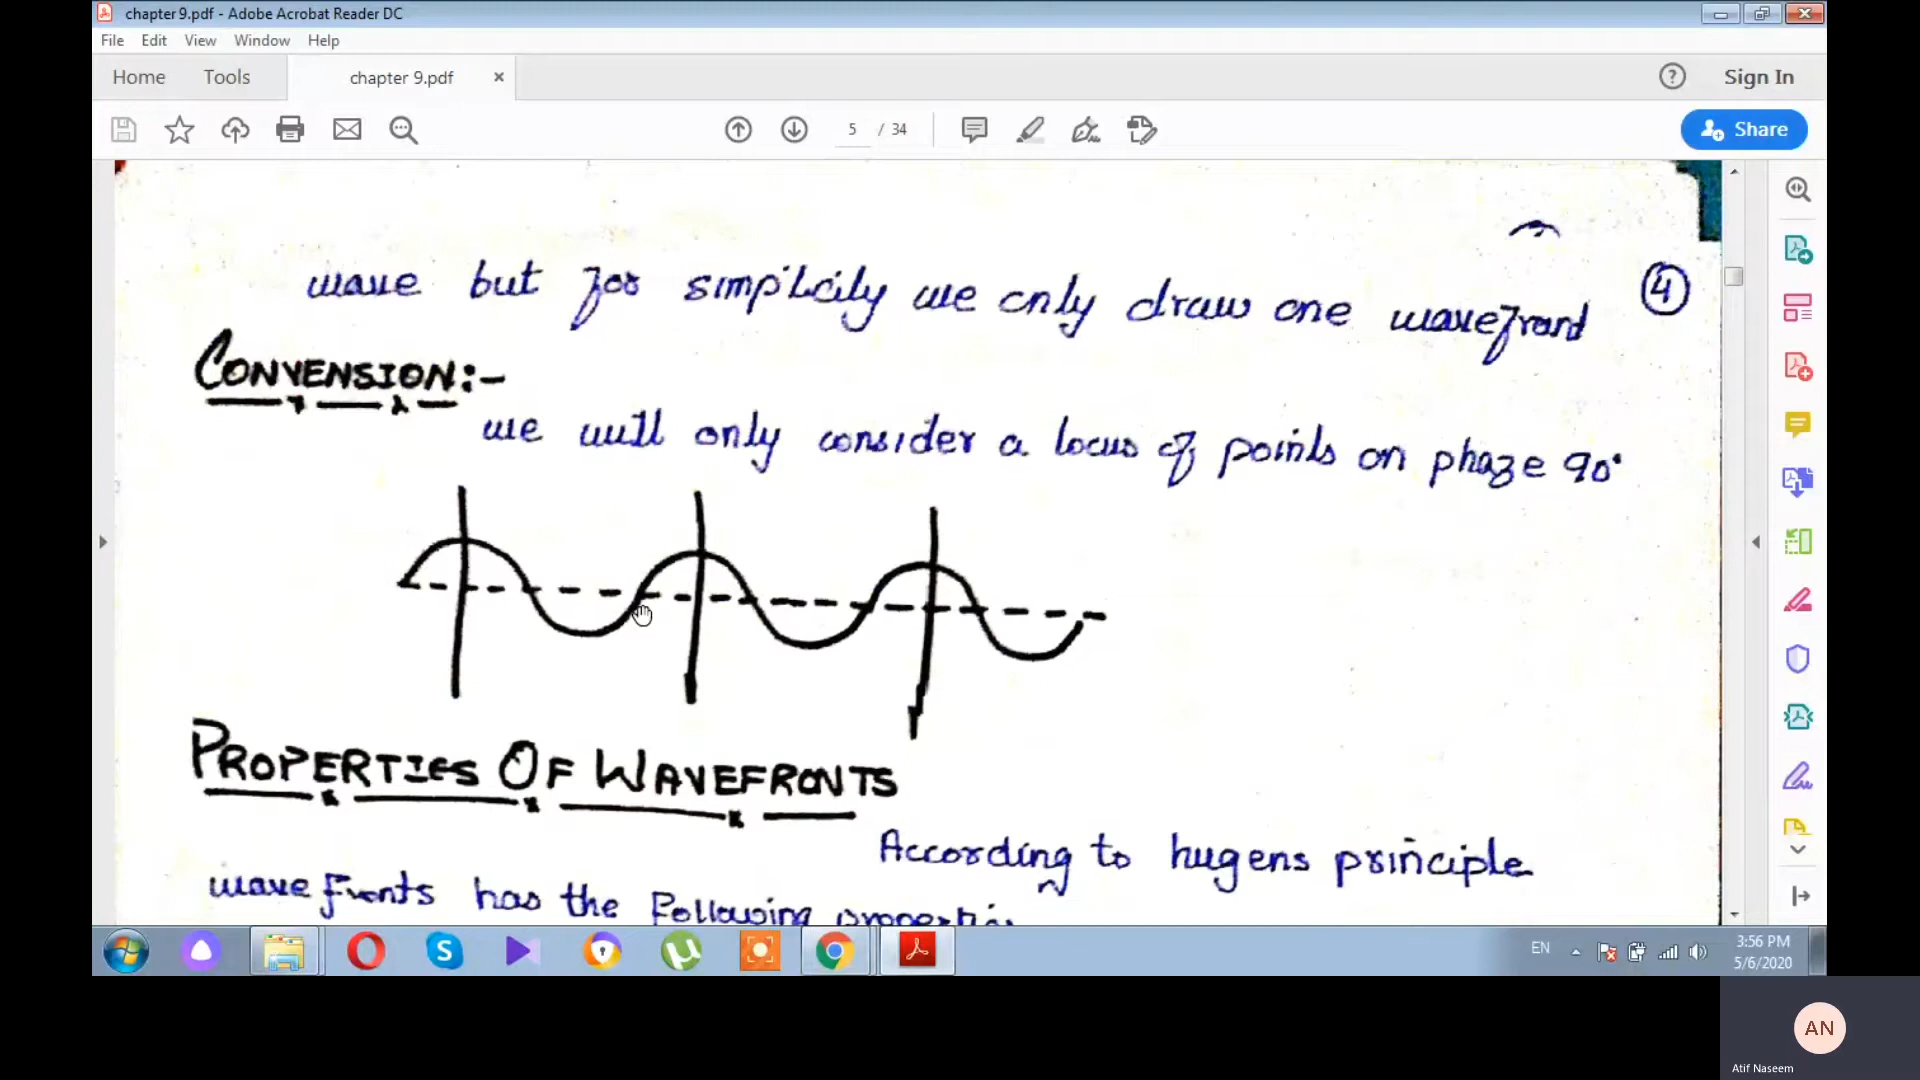 chapter 9.pdf - Adobe Acrobat Reader DC
File Edit View Window Help
Home Tools chapter 9.pdf × ? Sign In
5 / 34 Share
wave but for simplicity we only draw one wavefrant
4
CONVENSION:-
we will only consider a locus of points on phaze 90°
PROPERTIES OF WAVEFRONTS
According to hugens principle
wave fronts has the Following
EN 3:56 PM
5/6/2020
AN
Atif Naseem